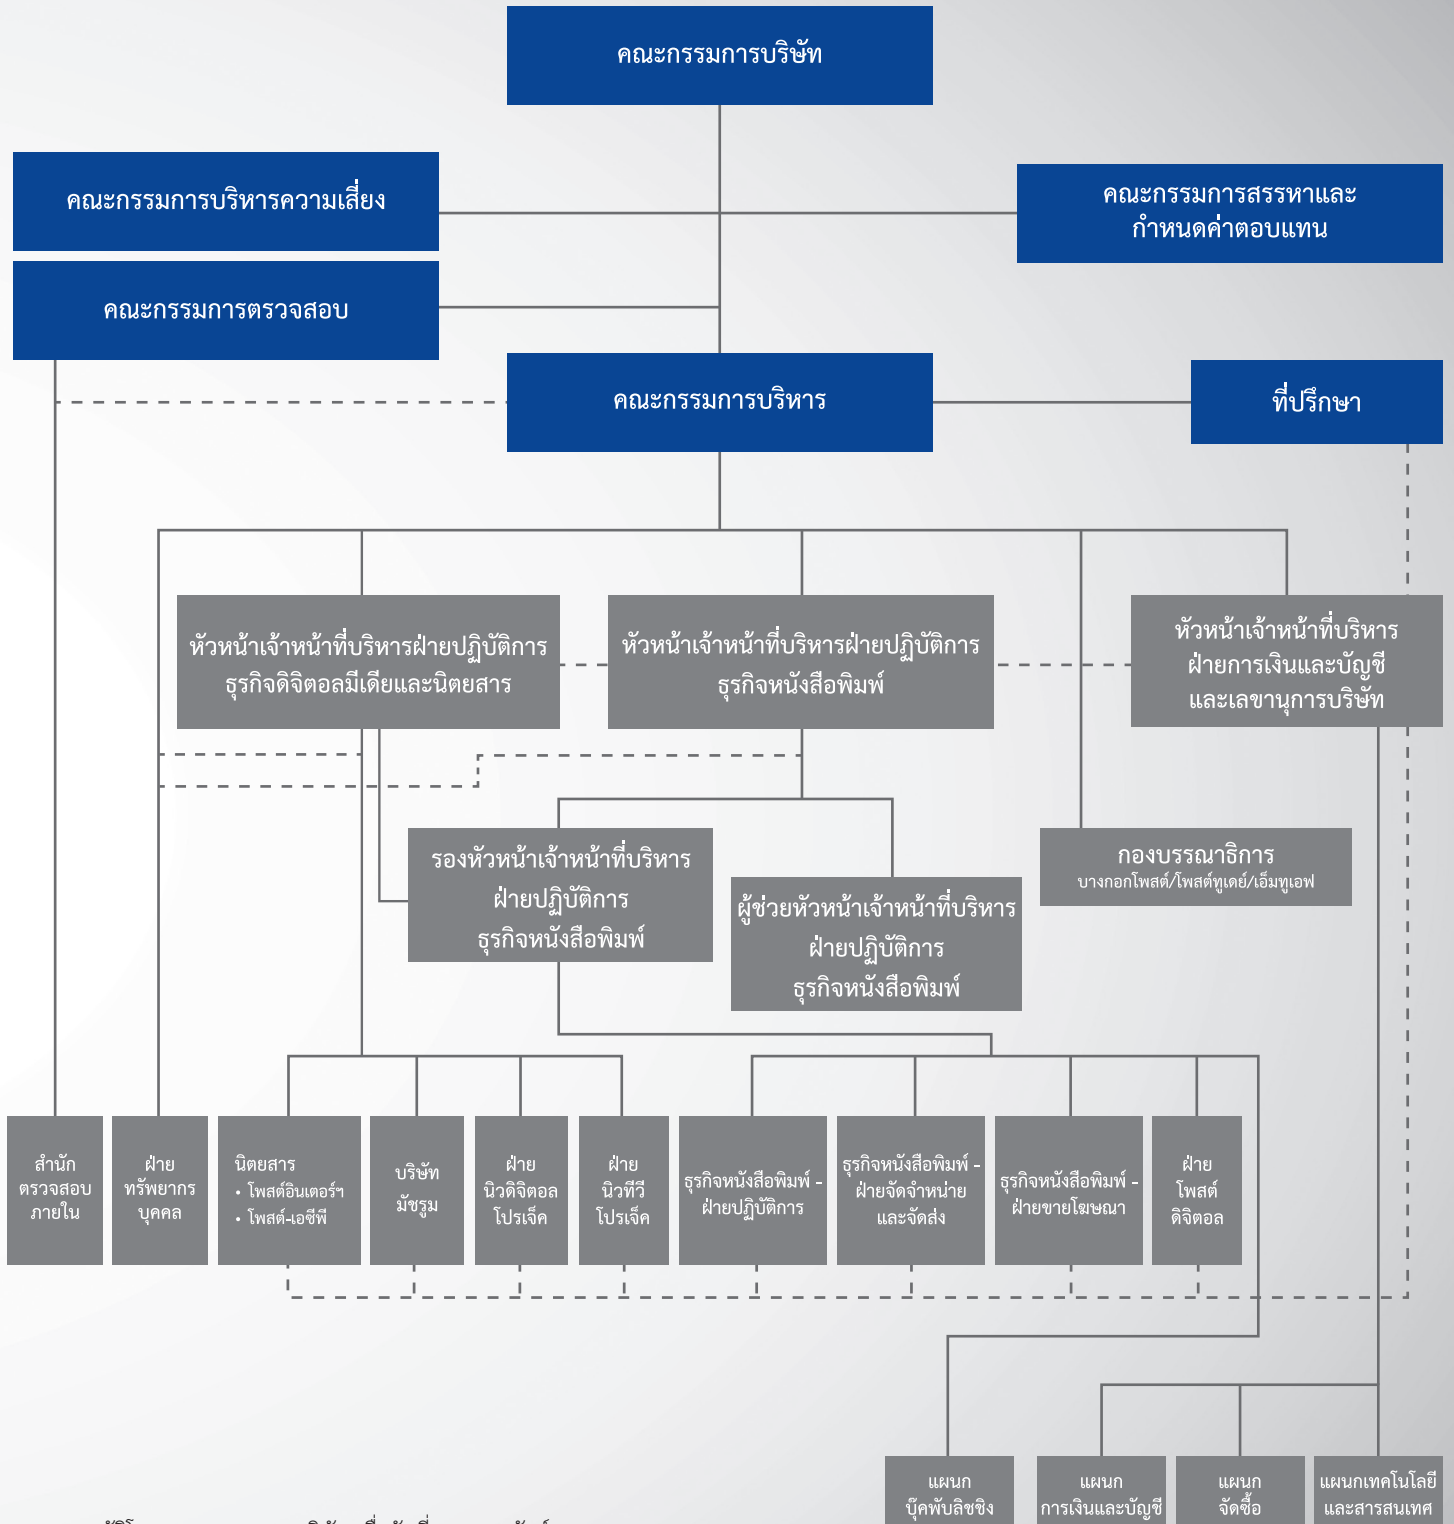 คณะกรรมการบริษัท
คณะกรรมการบริหารความเสี่ยง
คณะกรรมการสรรหาและ
กำหนดค่าตอบแทน
คณะกรรมการตรวจสอบ
คณะกรรมการบริหาร
ที่ปรึกษา
หัวหน้าเจ้าหน้าที่บริหารฝ่ายปฏิบัติการ
ธุรกิจดิจิตอลมีเดียและนิตยสาร
หัวหน้าเจ้าหน้าที่บริหารฝ่ายปฏิบัติการ
ธุรกิจหนังสือพิมพ์
หัวหน้าเจ้าหน้าที่บริหาร
ฝ่ายการเงินและบัญชี
และเลขานุการบริษัท
รองหัวหน้าเจ้าหน้าที่บริหาร
ฝ่ายปฏิบัติการ
ธุรกิจหนังสือพิมพ์
ผู้ช่วยหัวหน้าเจ้าหน้าที่บริหาร
ฝ่ายปฏิบัติการ
ธุรกิจหนังสือพิมพ์
กองบรรณาธิการ
บางกอกโพสต์/โพสต์ทูเดย์/เอ็มทูเอฟ
สำนัก
ตรวจสอบ
ภายใน
ฝ่าย
ทรัพยากร
บุคคล
นิตยสาร
• โพสต์อินเตอร์ฯ
• โพสต์-เอซีพี
บริษัท
มัชรูม
ฝ่าย
นิวดิจิตอล
โปรเจ็ค
ฝ่าย
นิวทีวี
โปรเจ็ค
ธุรกิจหนังสือพิมพ์ -
ฝ่ายปฏิบัติการ
ธุรกิจหนังสือพิมพ์ -
ฝ่ายจัดจำหน่าย
และจัดส่ง
ธุรกิจหนังสือพิมพ์ -
ฝ่ายขายโฆษณา
ฝ่าย
โพสต์
ดิจิตอล
แผนก
บุ๊คพับลิชชิง
แผนก
การเงินและบัญชี
แผนก
จัดซื้อ
แผนกเทคโนโลยี
และสารสนเทศ